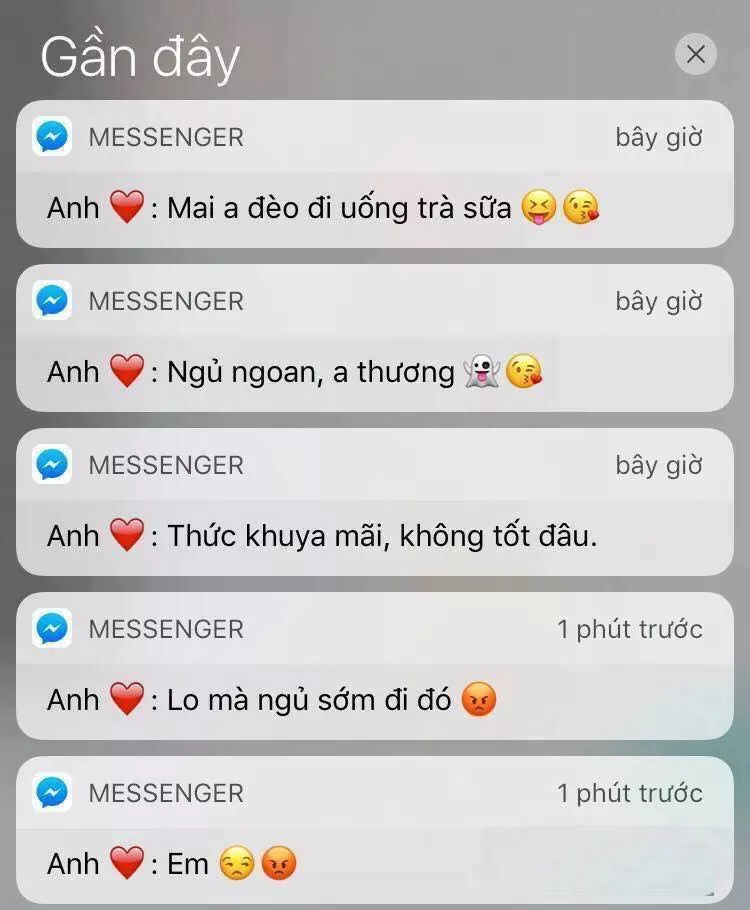 Gần đây
MESSENGER bây giờ
Anh ❤️: Mai a đèo đi uống trà sữa 😝😘
MESSENGER bây giờ
Anh ❤️: Ngủ ngoan, a thương 👻😘
MESSENGER bây giờ
Anh ❤️: Thức khuya mãi, không tốt đâu.
MESSENGER 1 phút trước
Anh ❤️: Lo mà ngủ sớm đi đó 😡
MESSENGER 1 phút trước
Anh ❤️: Em 😒😡